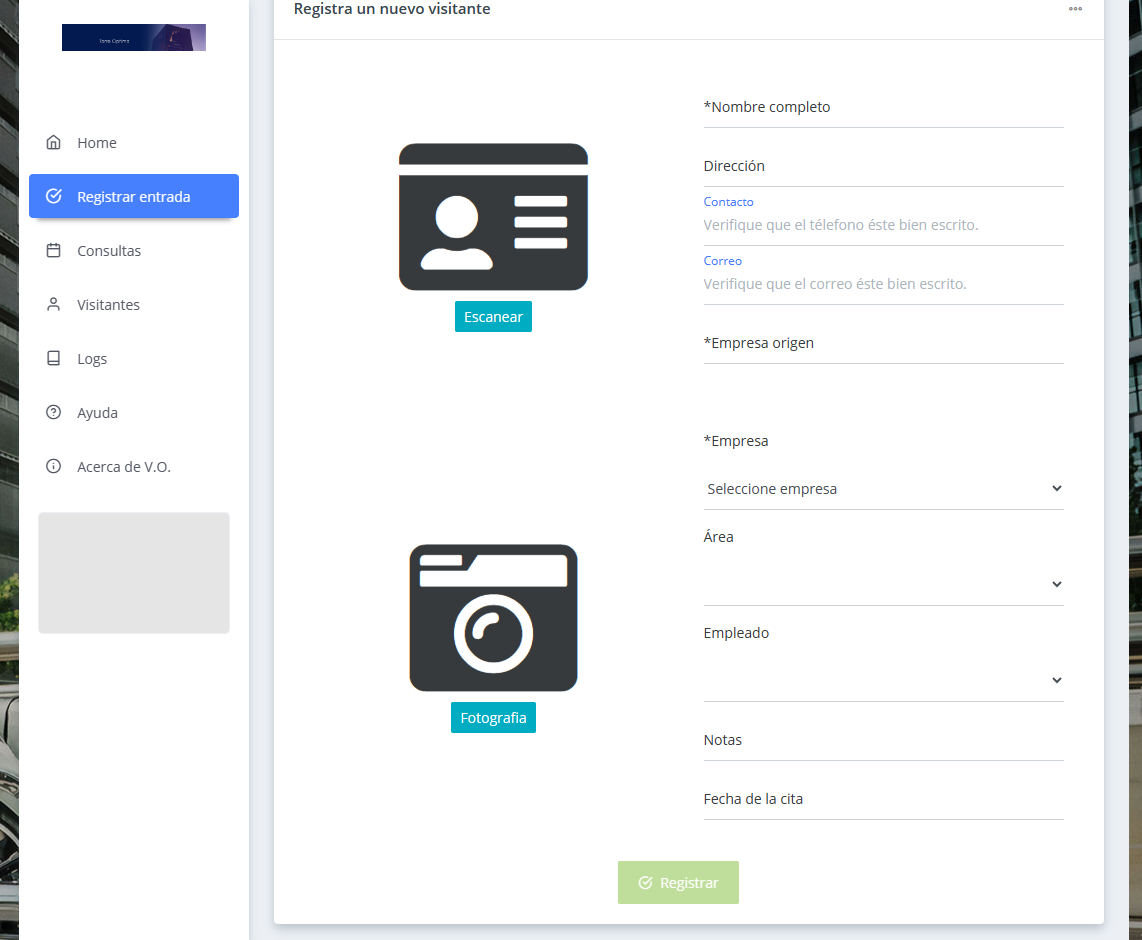 Registra un nuevo visitante
Torre Optima
Home
Registrar entrada
Consultas
Visitantes
Logs
Ayuda
Acerca de V.O.
Escanear
Fotografia
*Nombre completo
Dirección
Contacto
Verifique que el télefono éste bien escrito.
Correo
Verifique que el correo éste bien escrito.
*Empresa origen
*Empresa
Seleccione empresa
Área
Empleado
Notas
Fecha de la cita
Registrar